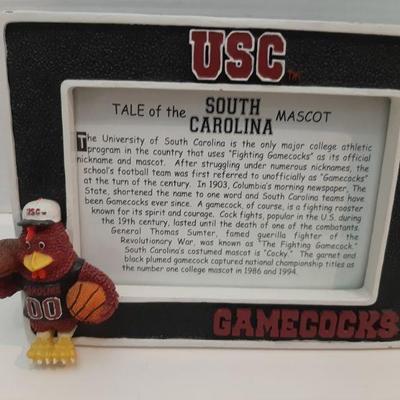 USC
TM
TALE of the SOUTH CAROLINA MASCOT
The University of South Carolina is the only major college athletic
program in the country that uses "Fighting Gamecocks" as its official
nickname and mascot. After struggling under numerous nicknames, the
school's football team was first referred to unofficially as "Gamecocks"
at the turn of the century. In 1903, Columbia's morning newspaper, The
State, shortened the name to one word and South Carolina teams have
been Gamecocks ever since. A gamecock, of course, is a fighting rooster
known for its spirit and courage. Cock fights, popular in the U.S. during
the 19th century, lasted until the death of one of the combatants.
General Thomas Sumter, famed guerilla fighter of the
Revolutionary War, was known as "The Fighting Gamecock."
South Carolina's costumed mascot is "Cocky." The garnet and
black plumed gamecock captured national championship titles as
the number one college mascot in 1986 and 1994.
USC
CAROLINA
00
GAMECOCKS